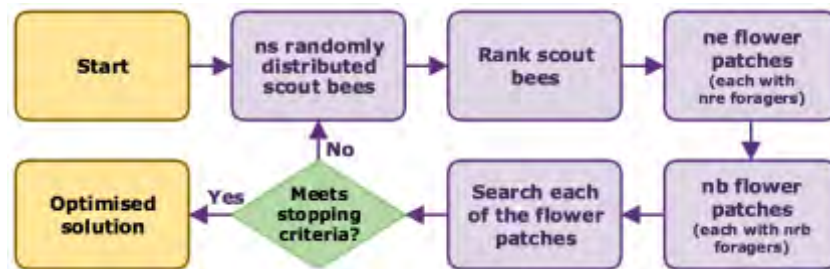 Start
ns randomly
distributed
scout bees
Rank scout
bees
ne flower
patches
(each with
nre foragers)
No
Optimised
solution
Yes
Meets
stopping
criteria?
Search each
of the flower
patches
nb flower
patches
(each with nrb
foragers)